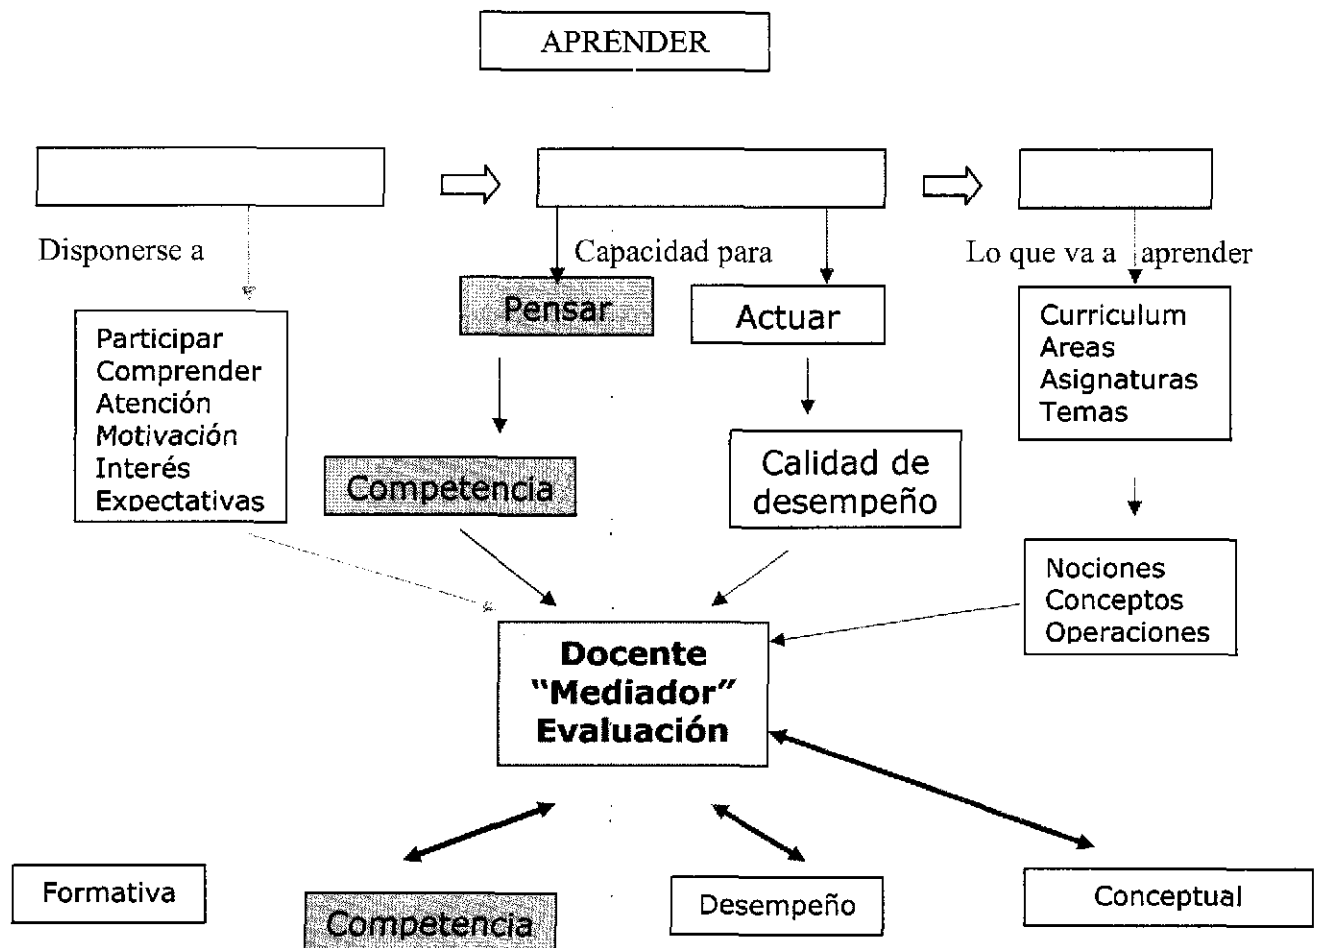 APRENDER
Disponerse a
Capacidad para
Lo que va a aprender
Pensar
Actuar
Participar
Comprender
Atención
Motivación
Interés
Expectativas
Curriculum
Areas
Asignaturas
Temas
Competencia
Calidad de
desempeño
Nociones
Conceptos
Operaciones
Docente
“Mediador”
Evaluación
Formativa
Competencia
Desempeño
Conceptual